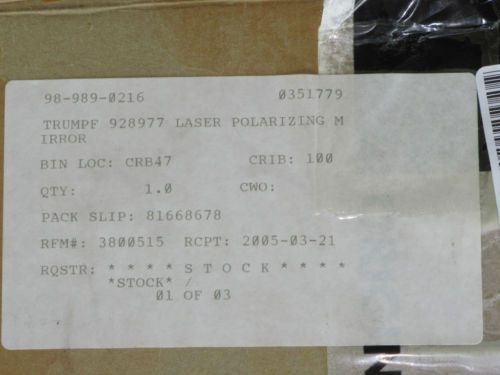 98-989-0216 0351779
TRUMPF 928977 LASER POLARIZING M
IRROR
BIN LOC: CRB47 CRIB: 100
QTY: 1.0 CWO:
PACK SLIP: 81668678
RFM#: 3800515 RCPT: 2005-03-21
RQSTR: * * * * S T O C K * * * *
*STOCK* /
01 OF 03